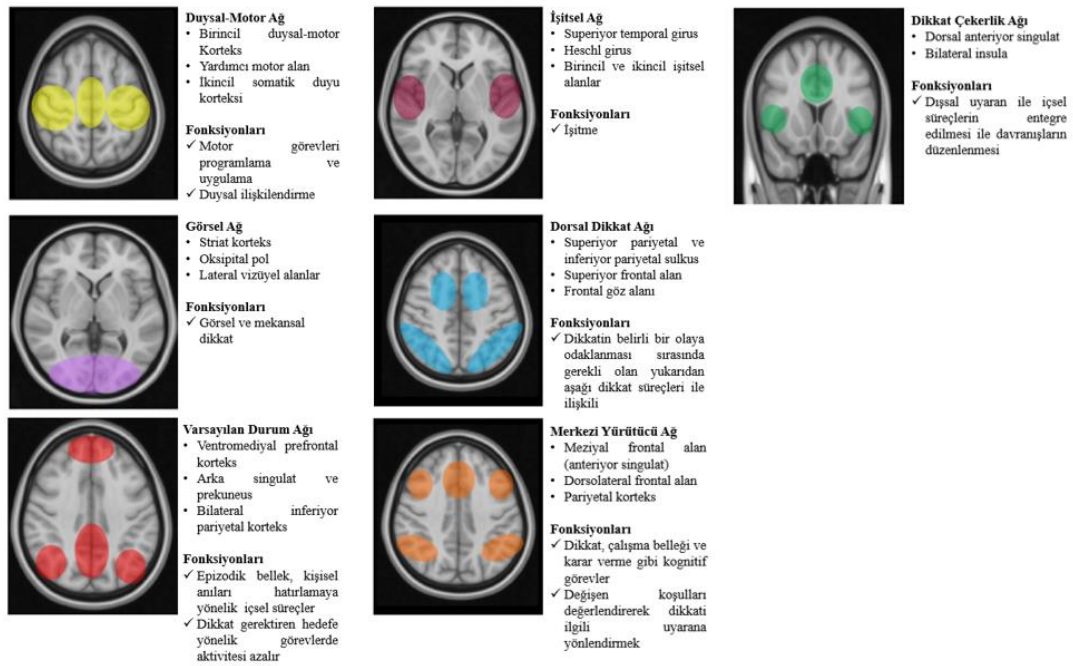 Duysal-Motor Ağ
• Birincil duysal-motor
Korteks
• Yardımcı motor alan
• İkincil somatik duyu
korteksi
Fonksiyonları
✓ Motor görevleri
programlama ve
uygulama
✓ Duysal ilişkilendirme
İşitsel Ağ
• Superiyor temporal girus
• Heschl girus
• Birincil ve ikincil işitsel
alanlar
Fonksiyonları
✓ İşitme
Dikkat Çekerlik Ağı
• Dorsal anteriyor singulat
• Bilateral insula
Fonksiyonları
✓ Dışsal uyaran ile içsel
süreçlerin entegre
edilmesi ile davranışların
düzenlenmesi
Görsel Ağ
• Striat korteks
• Oksipital pol
• Lateral vizüyel alanlar
Fonksiyonları
✓ Görsel ve mekansal
dikkat
Dorsal Dikkat Ağı
• Superiyor pariyetal ve
inferiyor pariyetal sulkus
• Superiyor frontal alan
• Frontal göz alanı
Fonksiyonları
✓ Dikkatin belirli bir olaya
odaklanması sırasında
gerekli olan yukarıdan
aşağı dikkat süreçleri ile
ilişkili
Varsayılan Durum Ağı
• Ventromediyal prefrontal
korteks
• Arka singulat ve
prekuneus
• Bilateral inferiyor
pariyetal korteks
Fonksiyonları
✓ Epizodik bellek, kişisel
anıları hatırlamaya
yönelik içsel süreçler
✓ Dikkat gerektiren hedefe
yönelik görevlerde
aktivitesi azalır
Merkezi Yürütücü Ağ
• Meziyal frontal alan
(anteriyor singulat)
• Dorsolateral frontal alan
• Pariyetal korteks
Fonksiyonları
✓ Dikkat, çalışma belleği ve
karar verme gibi kognitif
görevler
✓ Değişen koşulları
değerlendirerek dikkati
ilgili uyarana
yönlendirmek